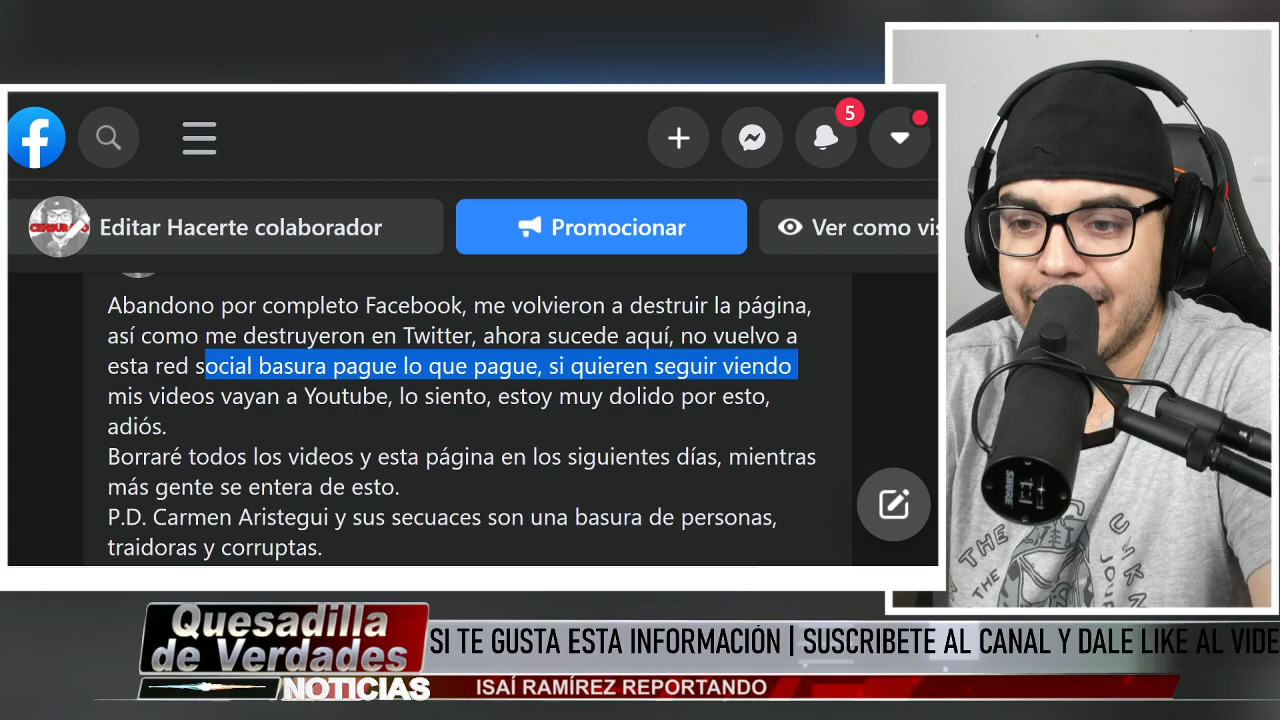 5
Editar Hacerte colaborador
Promocionar
Ver como vis
CENSURADO
Abandono por completo Facebook, me volvieron a destruir la página,
así como me destruyeron en Twitter, ahora sucede aquí, no vuelvo a
esta red social basura pague lo que pague, si quieren seguir viendo
mis videos vayan a Youtube, lo siento, estoy muy dolido por esto,
adiós.
Borraré todos los videos y esta página en los siguientes días, mientras
más gente se entera de esto.
P.D. Carmen Aristegui y sus secuaces son una basura de personas,
traidoras y corruptas.
SHURE
THE
THE
Quesadilla
de Verdades
NOTICIAS
SI TE GUSTA ESTA INFORMACIÓN | SUSCRIBETE AL CANAL Y DALE LIKE AL VIDE
ISAÍ RAMÍREZ REPORTANDO